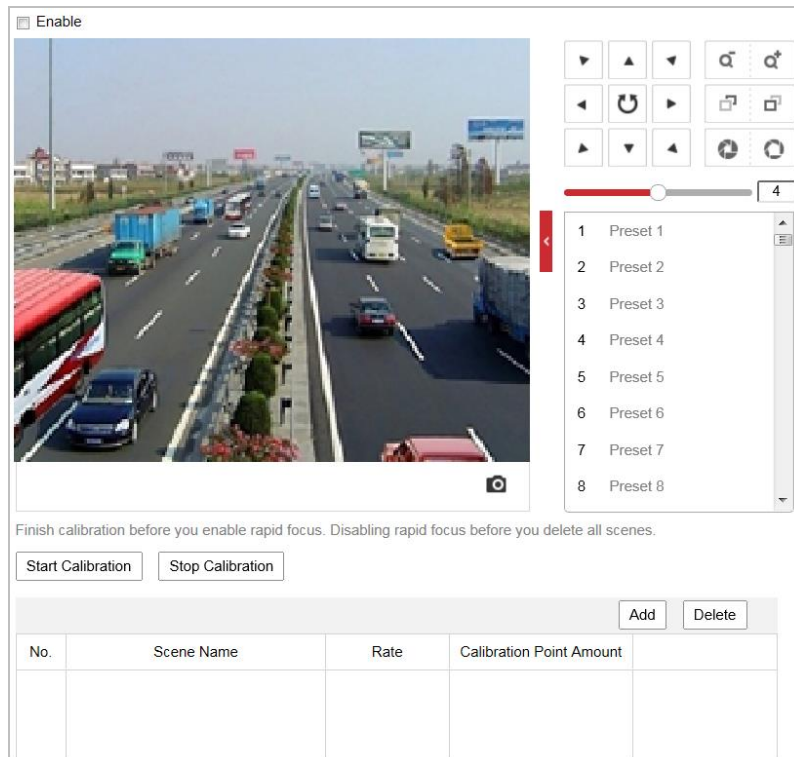 Enable
4
1 Preset 1
2 Preset 2
3 Preset 3
4 Preset 4
5 Preset 5
6 Preset 6
7 Preset 7
8 Preset 8
Finish calibration before you enable rapid focus. Disabling rapid focus before you delete all scenes.
Start Calibration Stop Calibration
Add Delete
No. Scene Name Rate Calibration Point Amount